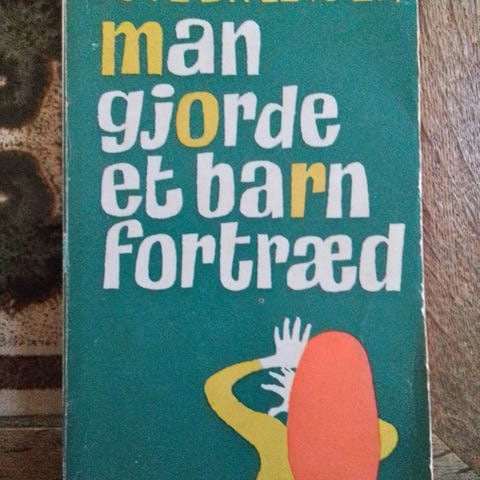 man
gjorde
et barn
fortræd